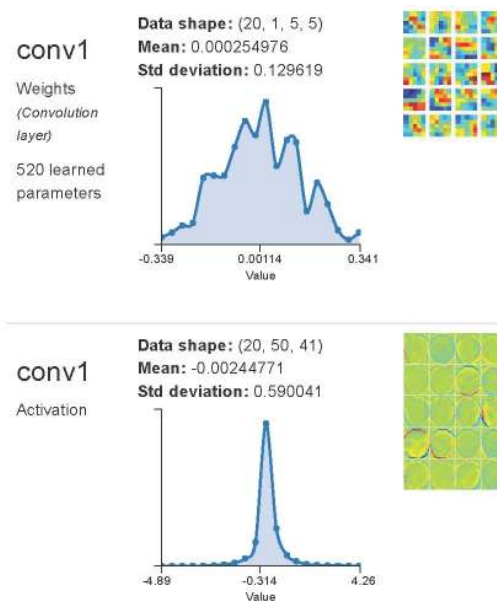 conv1
Weights
(Convolution
layer)
520 learned
parameters
Data shape: (20, 1, 5, 5)
Mean: 0.000254976
Std deviation: 0.129619
-0.339
0.00114
0.341
Value
conv1
Activation
Data shape: (20, 50, 41)
Mean: -0.00244771
Std deviation: 0.590041
-4.89
-0.314
4.26
Value